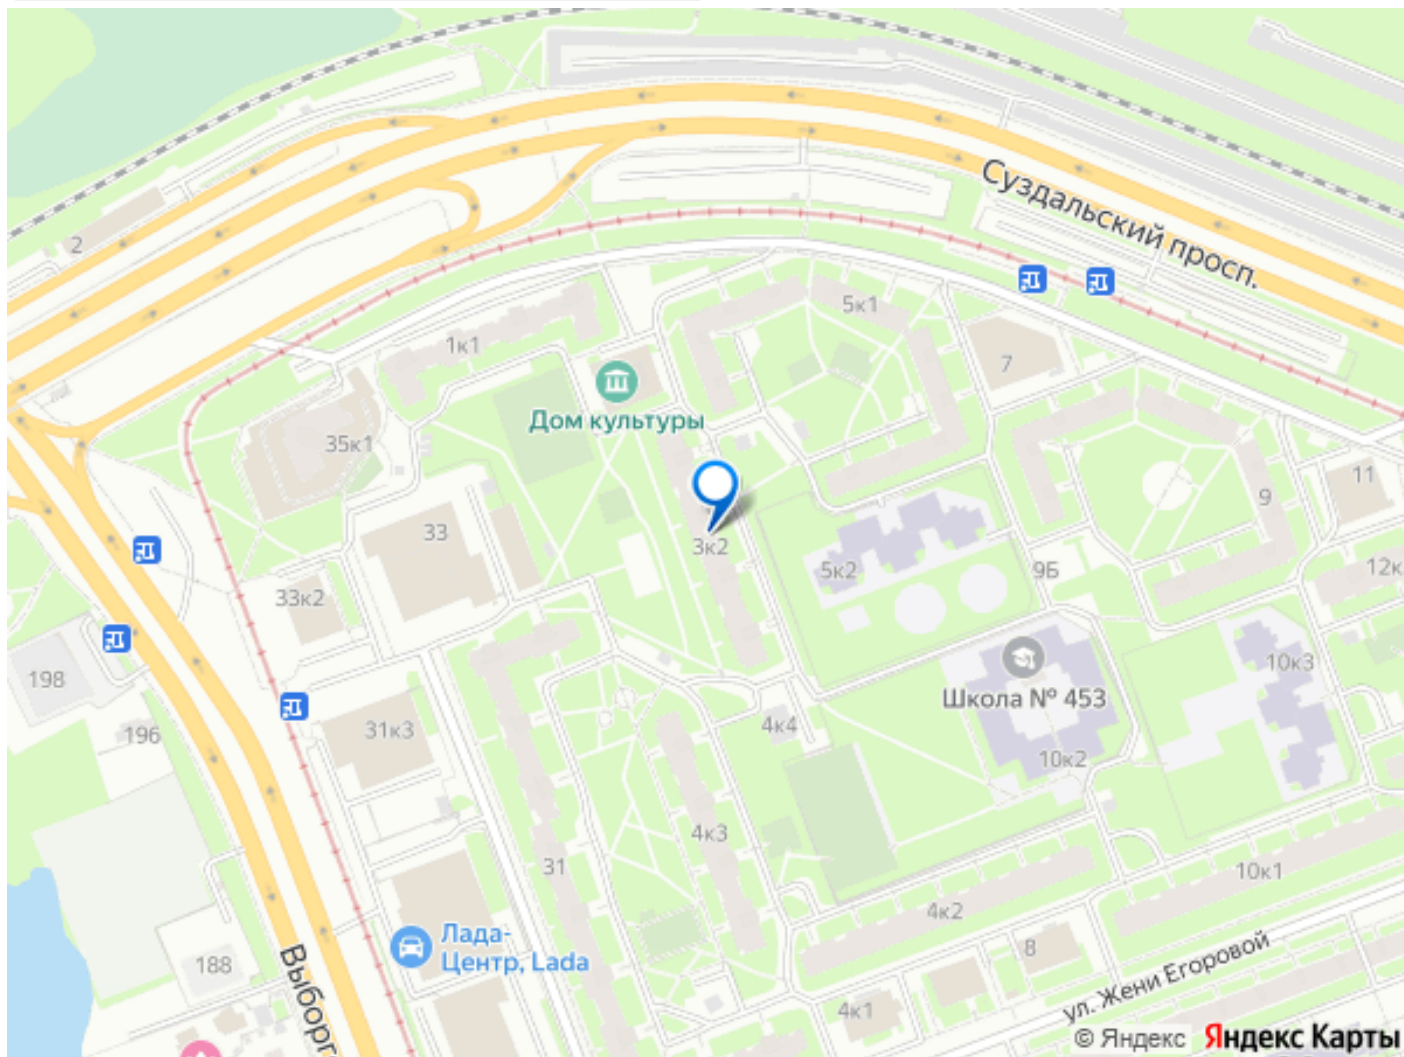 Суздальский просп.
2
5к1
1к1
7
Дом культуры
35к1
11
9
33
3к2
5к2
9Б
12к
33к2
10к3
198
Школа № 453
196
31к3
4к4
10к2
4к3
31
10к1
4к2
Лада-
Центр, Lada
8
188
Выборг
4к1
ул. Жени Егоровой
© Яндекс Яндекс Карты